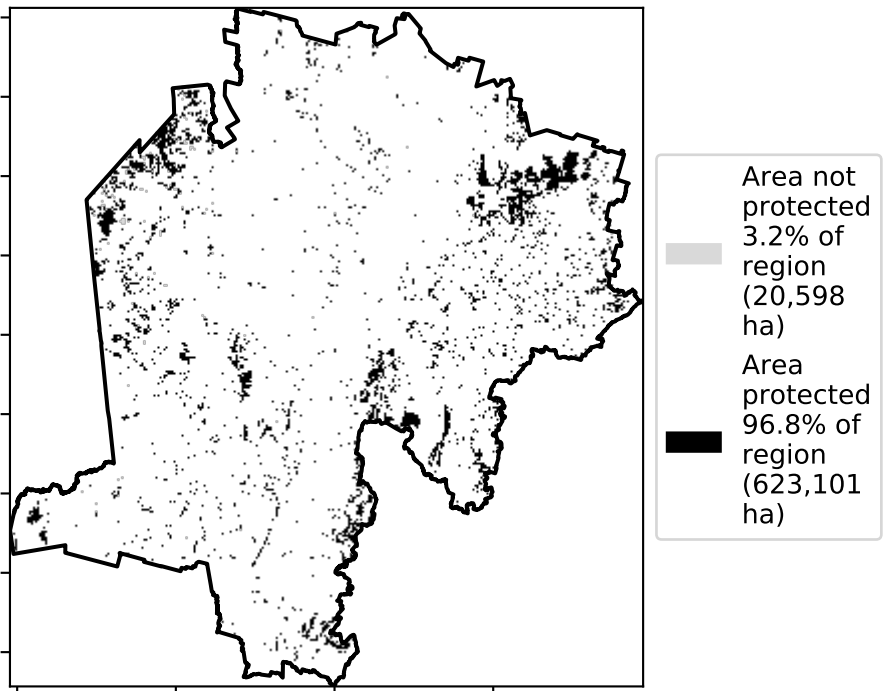 Area not
protected
3.2% of
region
(20,598
ha)
Area
protected
96.8% of
region
(623,101
ha)